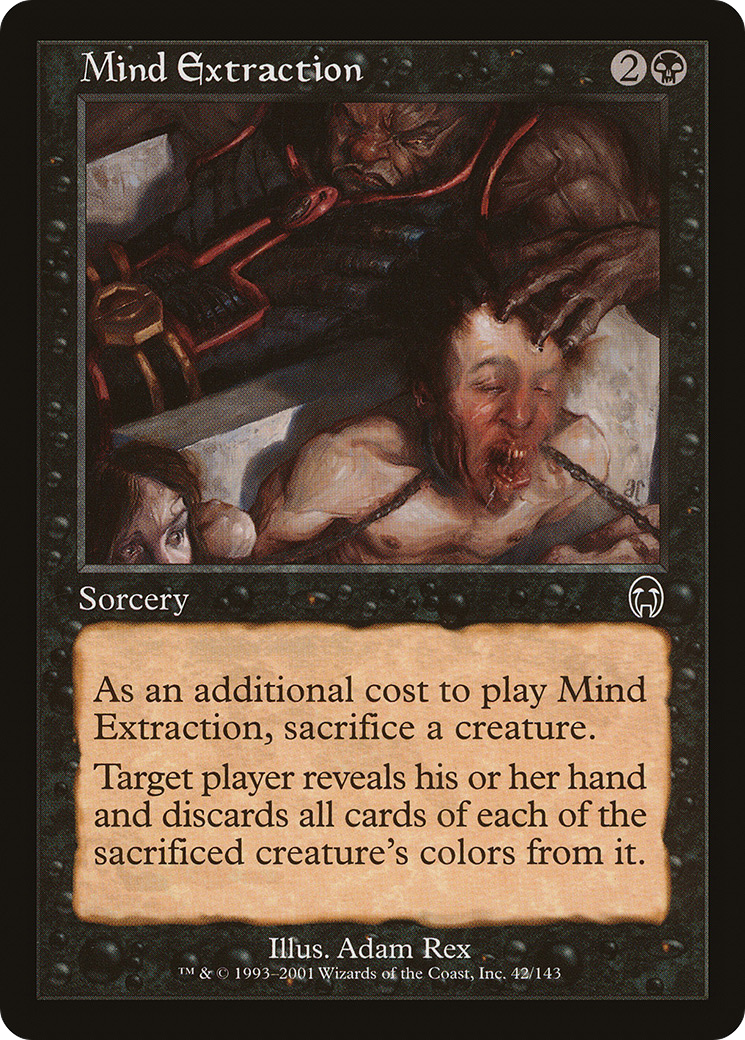 Mind Extraction 2
Sorcery
As an additional cost to play Mind
Extraction, sacrifice a creature.
Target player reveals his or her hand
and discards all cards of each of the
sacrificed creature's colors from it.
Illus. Adam Rex
™ & © 1993–2001 Wizards of the Coast, Inc. 42/143